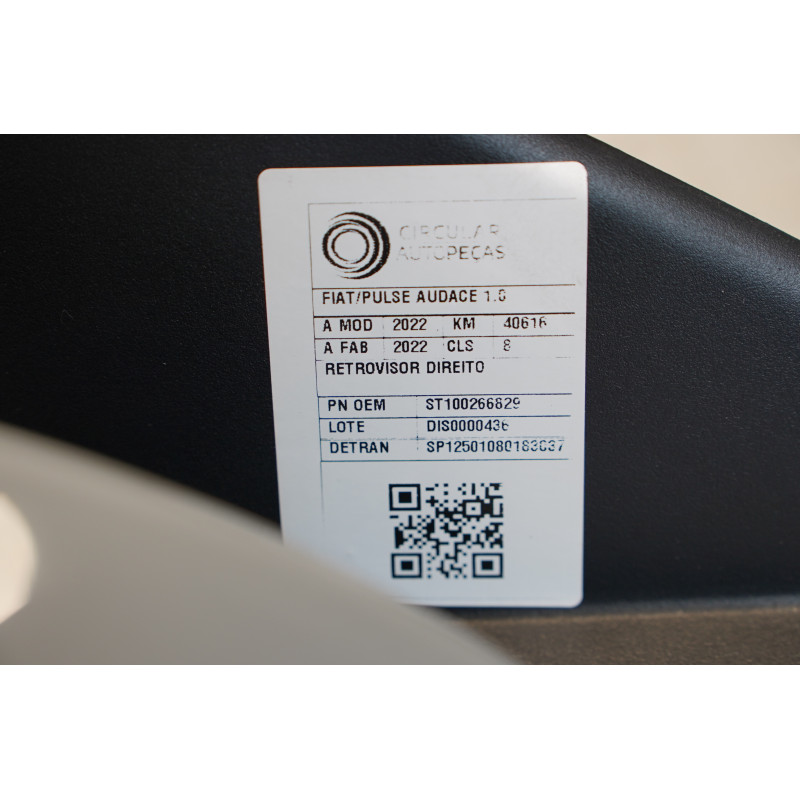 CIRCULAR
AUTOPEÇAS
FIAT/PULSE AUDACE 1.0
A MOD 2022 KM 40616
A FAB 2022 CLS 8
RETROVISOR DIREITO
PN OEM ST100266829
LOTE DIS0000436
DETRAN